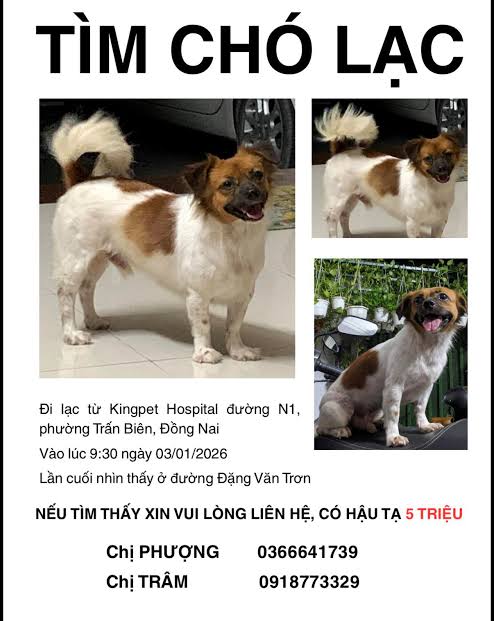 TÌM CHÓ LẠC
Đi lạc từ Kingpet Hospital đường N1,
phường Trấn Biên, Đồng Nai
Vào lúc 9:30 ngày 03/01/2026
Lần cuối nhìn thấy ở đường Đặng Văn Trơn
NẾU TÌM THẤY XIN VUI LÒNG LIÊN HỆ, CÓ HẬU TẠ 5 TRIỆU
Chị PHƯỢNG 0366641739
Chị TRÂM 0918773329